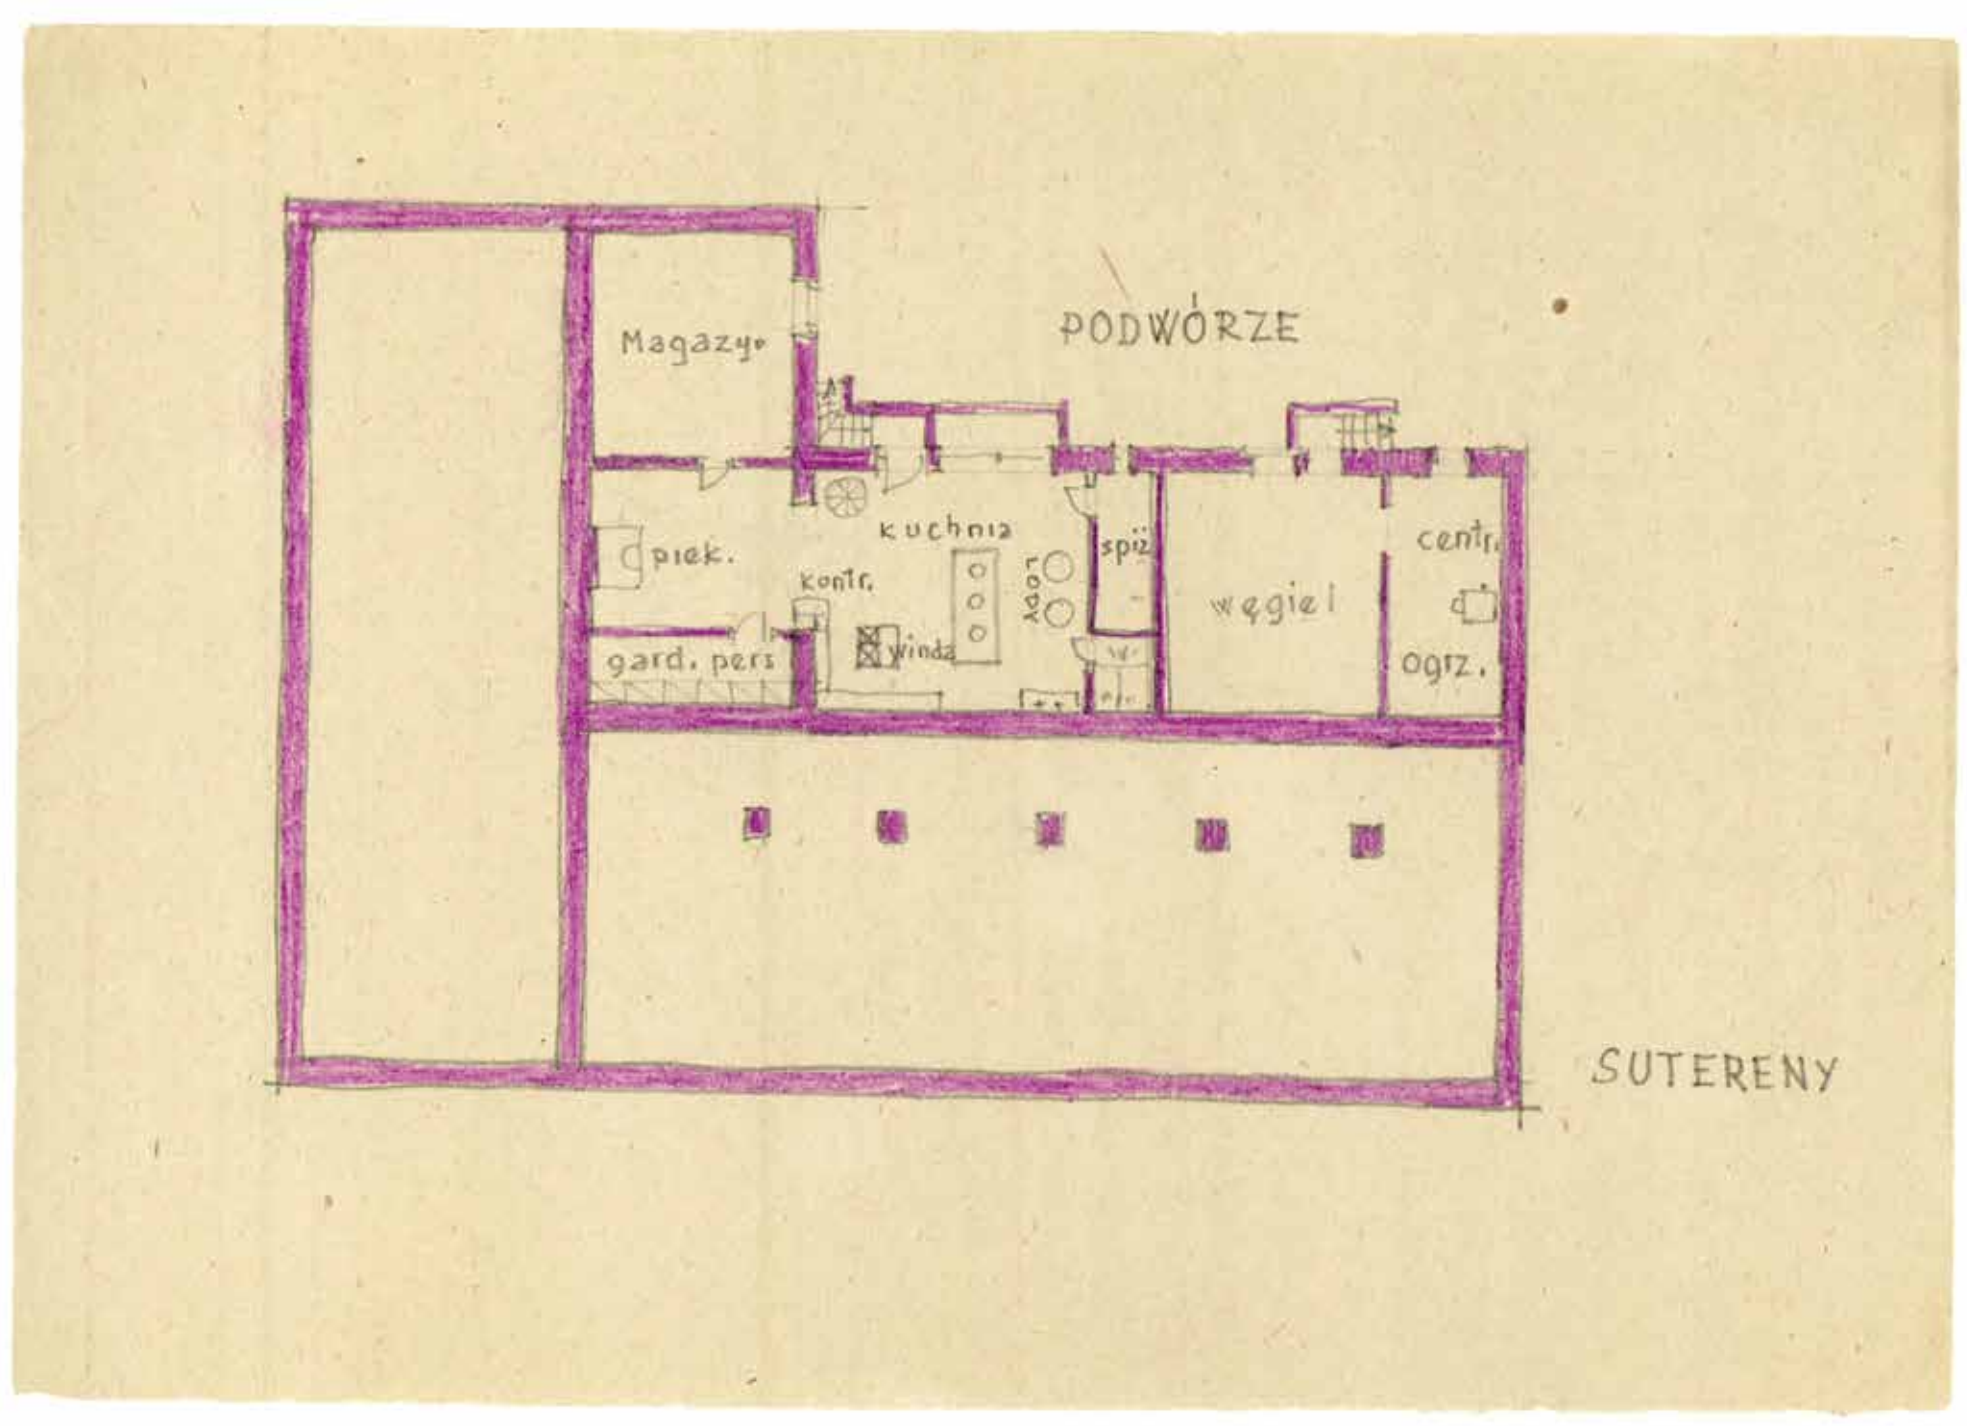 PODWÓRZE
Magazyn
kuchnia
piek.
kontr.
LODY
spiż
węgiel
centr.
ogrz.
winda
gard. pers
SUTERENY